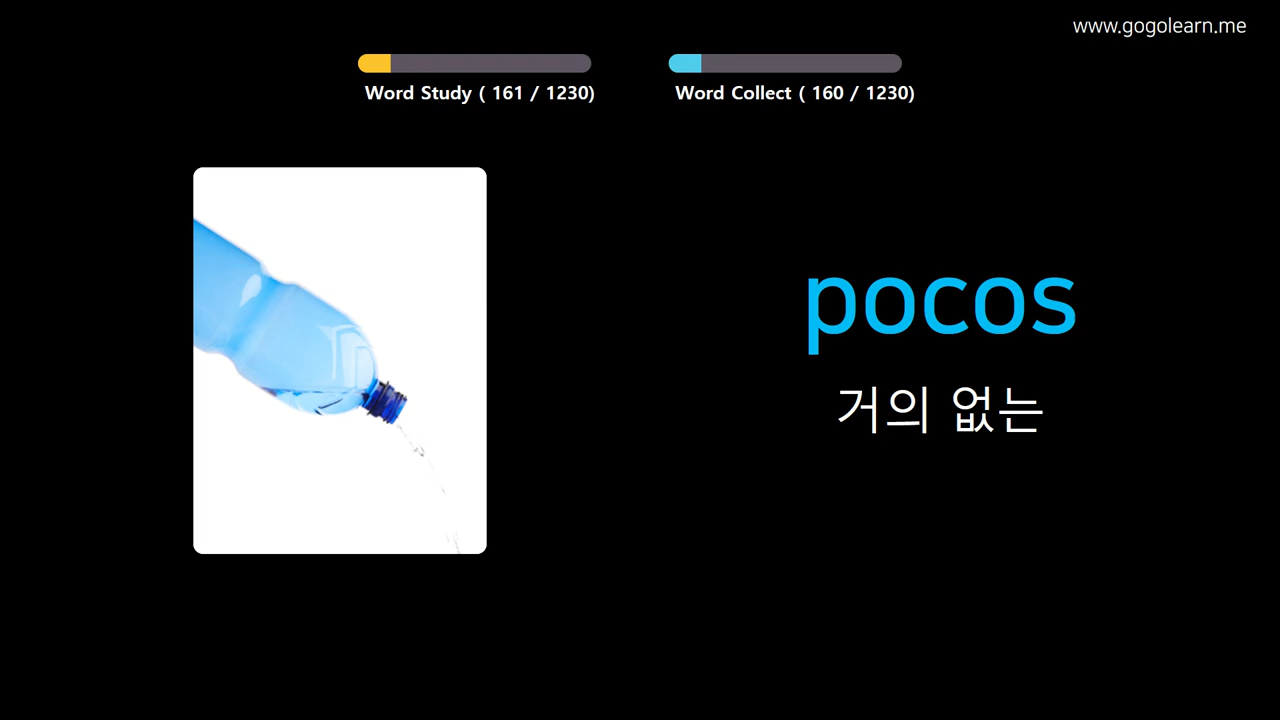 www.gogolearn.me
Word Study ( 161 / 1230)
Word Collect ( 160 / 1230)
pocos
거의 없는